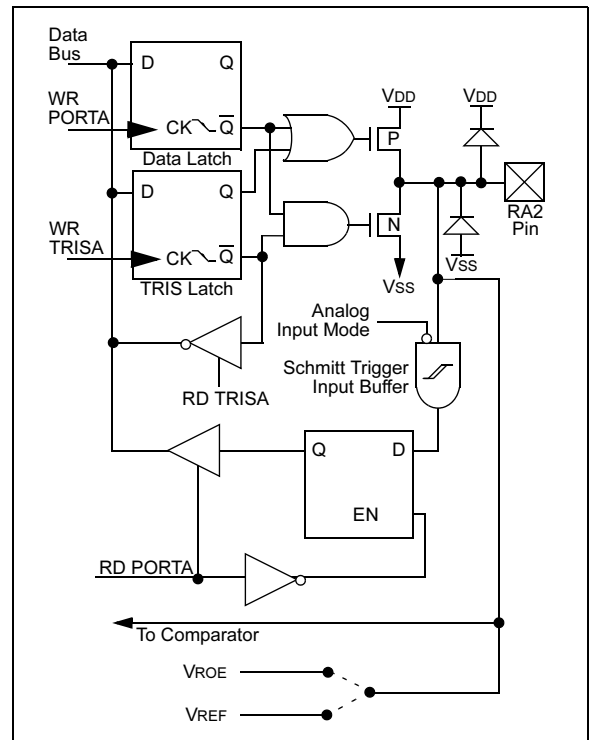 Data
Bus
D Q
VDD
VDD
WR
PORTA
CK Q
P
Data Latch
D Q
RA2
Pin
N
WR
TRISA
CK Q
VSS
VSS
TRIS Latch
Analog
Input Mode
Schmitt Trigger
Input Buffer
RD TRISA
Q D
EN
RD PORTA
To Comparator
VROE
VREF